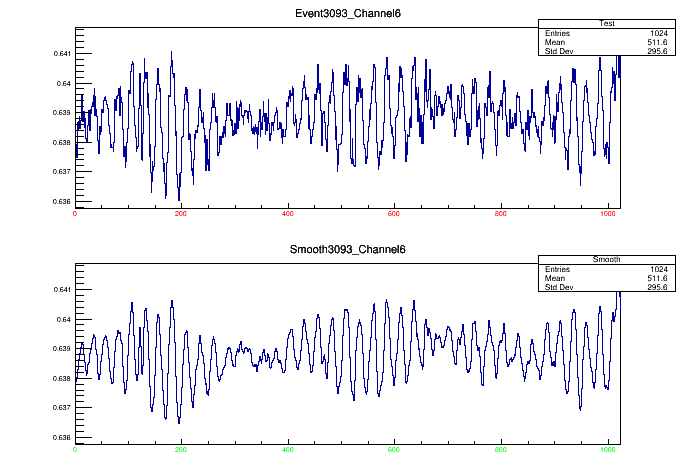 Event3093_Channel6
Test
Entries 1024
Mean 511.6
Std Dev 295.6
0.641
0.64
0.639
0.638
0.637
0.636
0 200 400 600 800 1000
Smooth3093_Channel6
Smooth
Entries 1024
Mean 511.6
Std Dev 295.6
0.641
0.64
0.639
0.638
0.637
0.636
0 200 400 600 800 1000